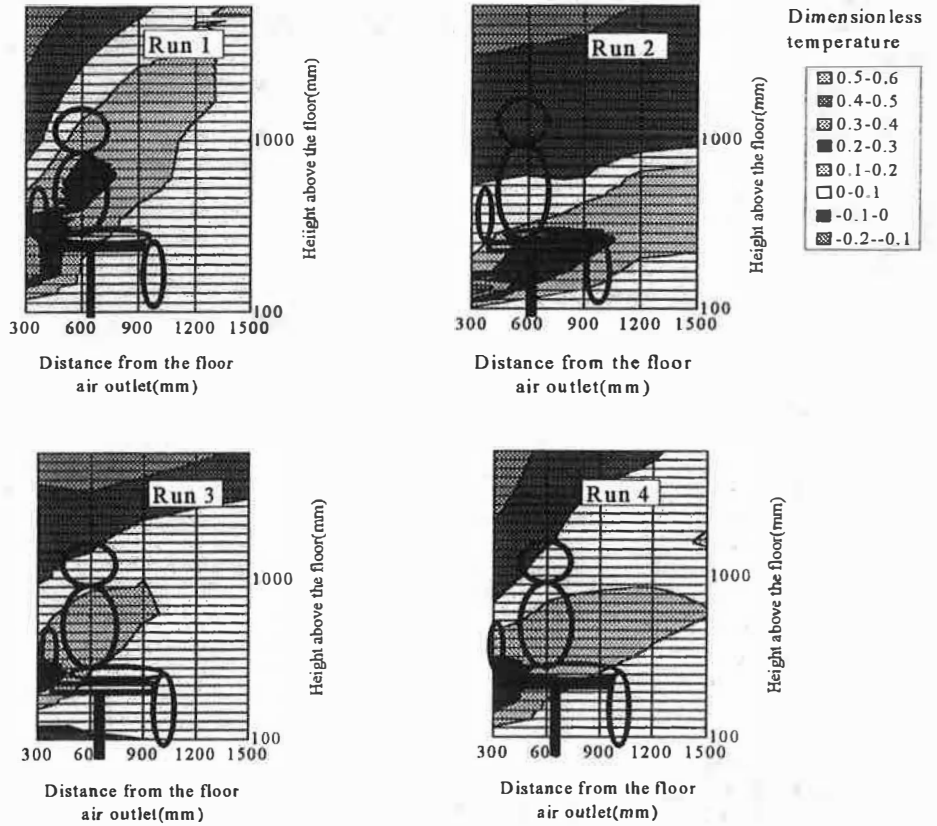 Run 1
Heiight above the floor(mm)
1000
100
300 600 900 1200 1500
Distance from the floor
air outlet(mm)
Run 2
Height above the floor(mm)
1000
100
300 600 900 1200 1500
Distance from the floor
air outlet(mm)
Dimensionless
temperature
0.5-0.6
0.4-0.5
0.3-0.4
0.2-0.3
0.1-0.2
0-0.1
-0.1-0
-0.2--0.1
Run 3
Height above the floor(mm)
1000
100
300 600 900 1200 1500
Distance from the floor
air outlet(mm)
Run 4
Height above the floor(mm)
1000
100
300 600 900 1200 1500
Distance from the floor
air outlet(mm)